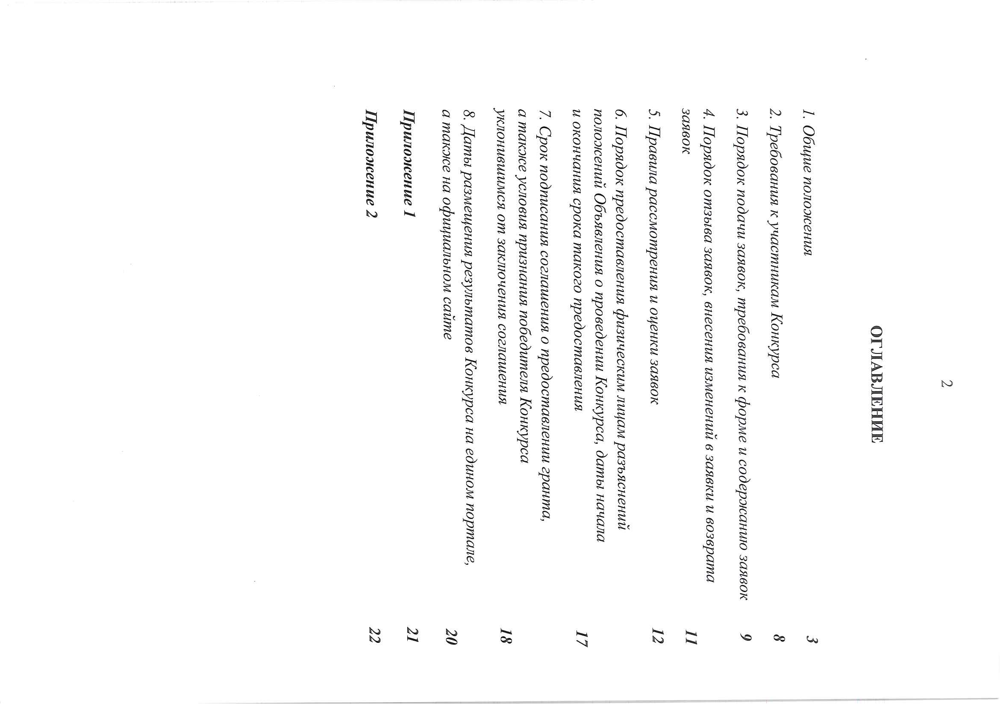 2
ОГЛАВЛЕНИЕ
1. Общие положения 3
2. Требования к участникам Конкурса 8
3. Порядок подачи заявок, требования к форме и содержанию заявок 9
4. Порядок отзыва заявок, внесения изменений в заявки и возврата
заявок 11
5. Правила рассмотрения и оценки заявок 12
6. Порядок предоставления физическим лицам разъяснений
положений Объявления о проведении Конкурса, даты начала
и окончания срока такого предоставления 17
7. Срок подписания соглашения о предоставлении гранта,
а также условия признания победителя Конкурса
уклонившимся от заключения соглашения 18
8. Даты размещения результатов Конкурса на едином портале,
а также на официальном сайте 20
Приложение 1 21
Приложение 2 22